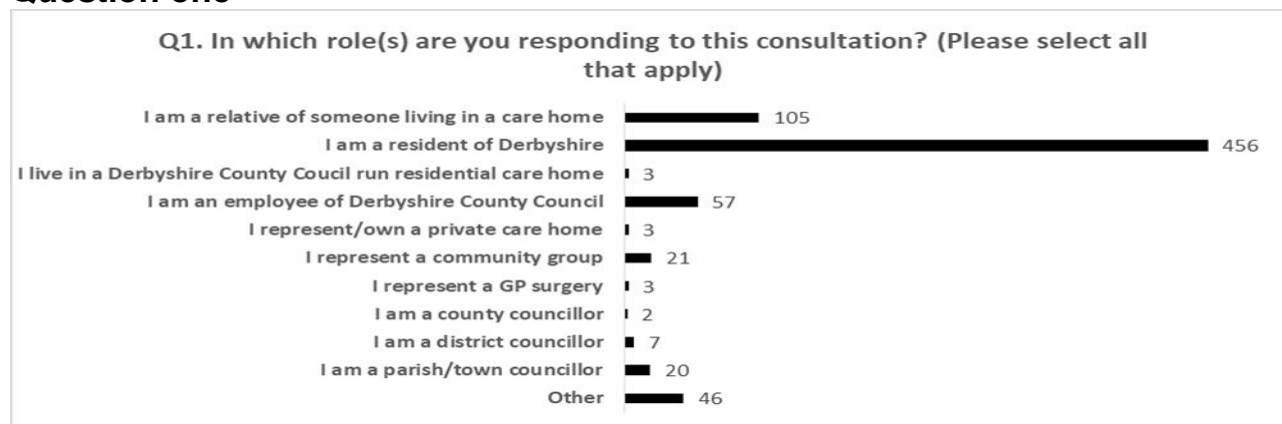 Question one
Q1. In which role(s) are you responding to this consultation? (Please select all
that apply)
I am a relative of someone living in a care home 105
I am a resident of Derbyshire 456
I live in a Derbyshire County Coucil run residential care home 3
I am an employee of Derbyshire County Council 57
I represent/own a private care home 3
I represent a community group 21
I represent a GP surgery 3
I am a county councillor 2
I am a district councillor 7
I am a parish/town councillor 20
Other 46